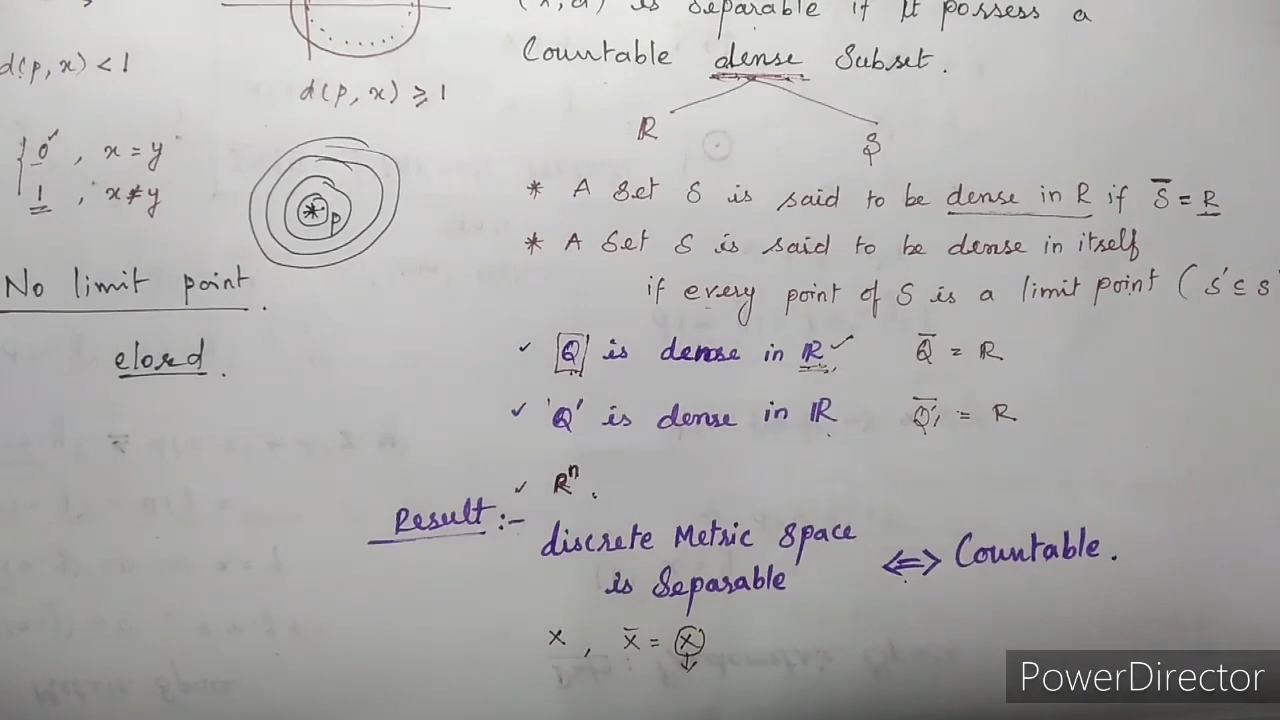 (x,d) is separable if it possess a
Countable dense Subset.
d(p, x) < 1
d(p, x) ≥ 1
R
S
0, x = y
1, x ≠ y
p
* A Set S is said to be dense in R if S̅ = R
* A Set S is said to be dense in itself
if every point of S is a limit point ( S' ⊆ S
No limit point.
closed.
✓ Q is dense in R ✓, Q̅ = R
✓ Q' is dense in R. Q̅' = R
✓ Rⁿ.
Result :-
discrete Metric Space
is Separable
⇔ Countable.
X, X̅ = X
PowerDirector